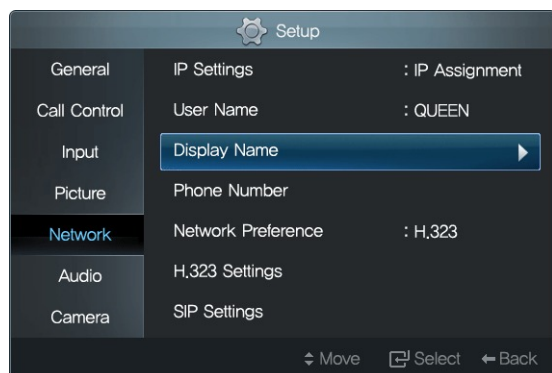 Setup
General
Call Control
Input
Picture
Network
Audio
Camera
IP Settings : IP Assignment
User Name : QUEEN
Display Name
Phone Number
Network Preference : H.323
H.323 Settings
SIP Settings
Move Select Back